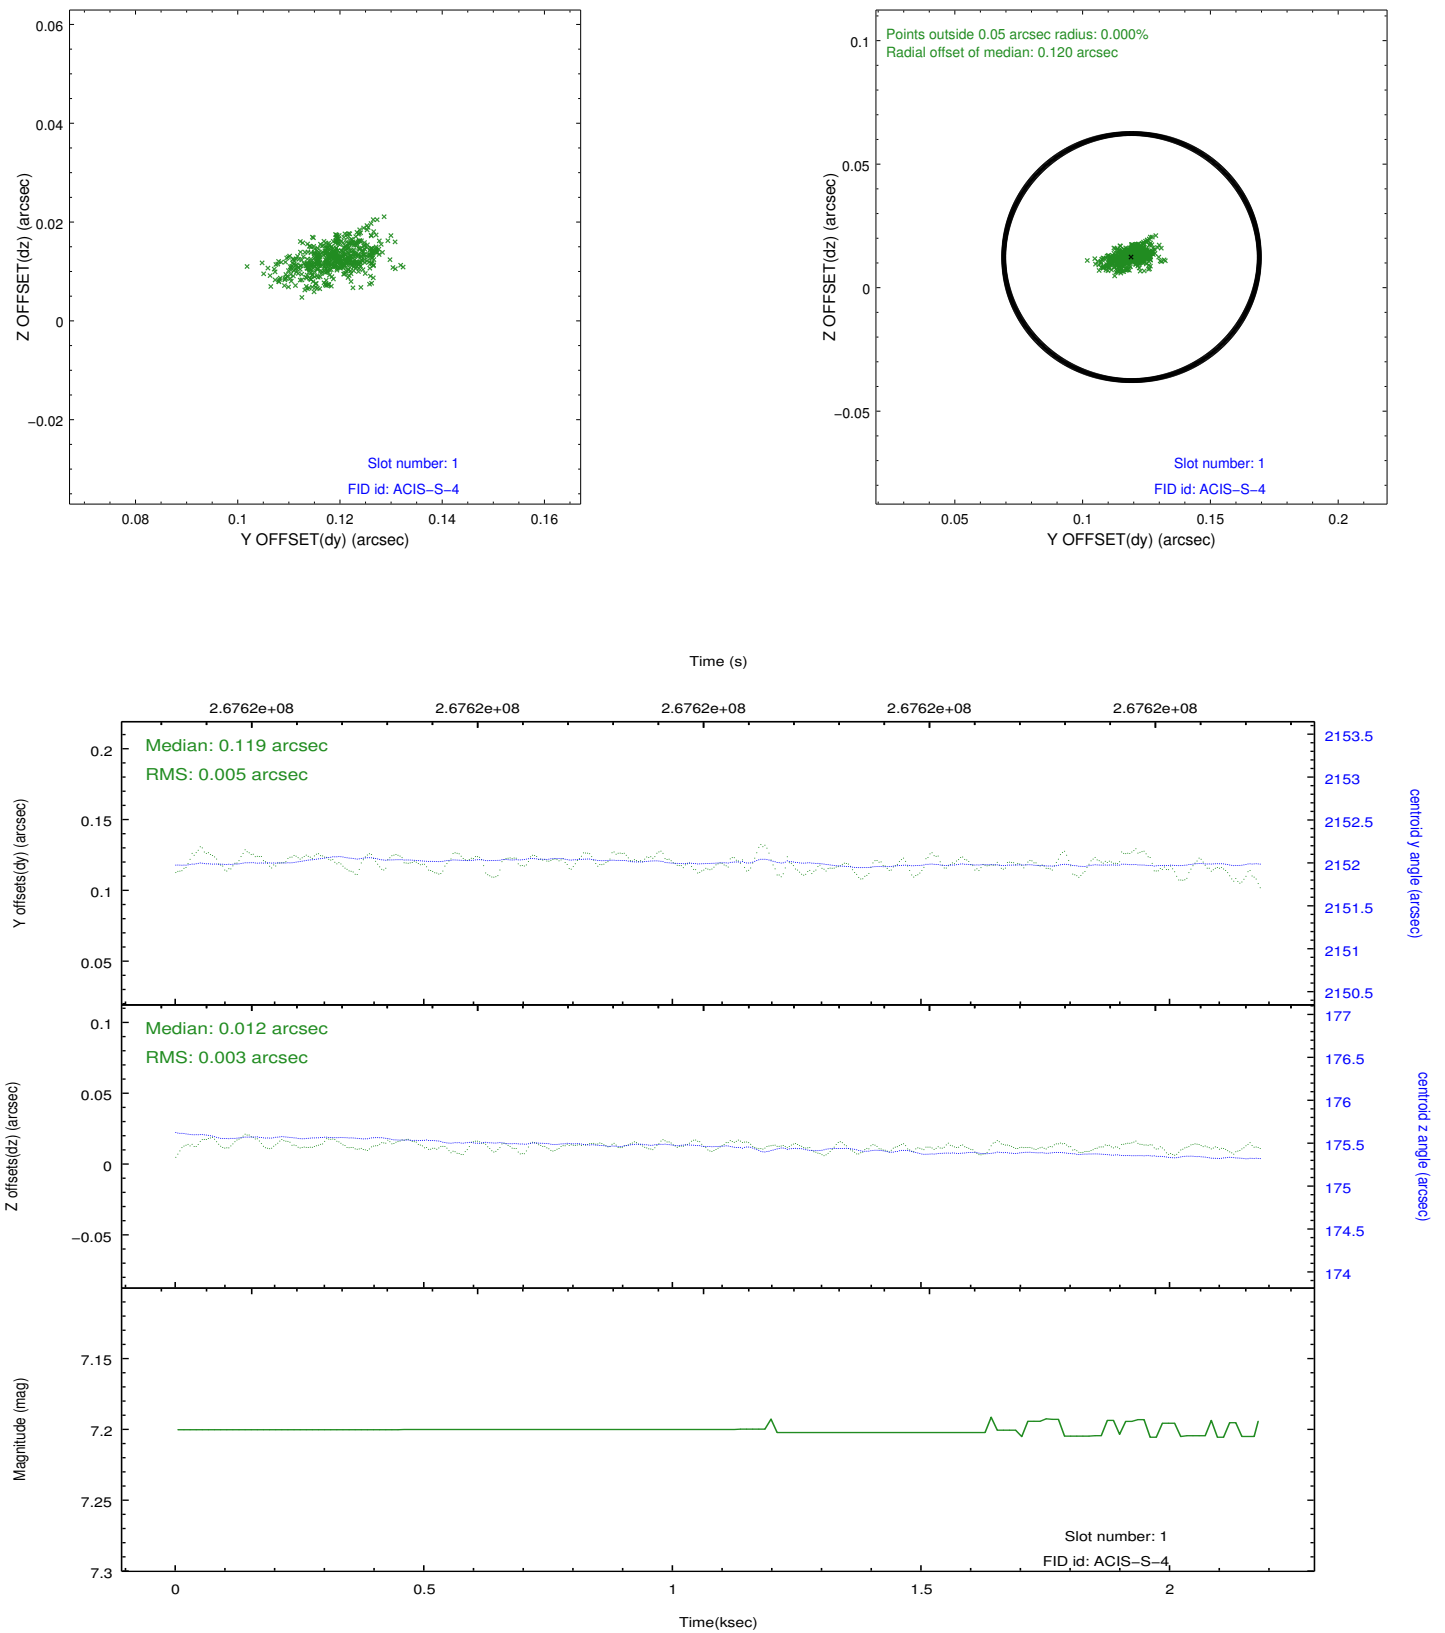 0.06
0.04
0.02
0
−0.02
Z OFFSET(dz) (arcsec)
Slot number: 1
FID id: ACIS−S−4
0.08
0.1
0.12
0.14
0.16
Y OFFSET(dy) (arcsec)
Points outside 0.05 arcsec radius: 0.000%
Radial offset of median: 0.120 arcsec
0.1
0.05
0
−0.05
Z OFFSET(dz) (arcsec)
Slot number: 1
FID id: ACIS−S−4
0.05
0.1
0.15
0.2
Y OFFSET(dy) (arcsec)
Time (s)
2.6762e+08
2.6762e+08
2.6762e+08
2.6762e+08
2.6762e+08
Median: 0.119 arcsec
RMS: 0.005 arcsec
0.2
0.15
0.1
0.05
Y offsets(dy) (arcsec)
2153.5
2153
2152.5
2152
2151.5
2151
2150.5
centroid y angle (arcsec)
Median: 0.012 arcsec
RMS: 0.003 arcsec
0.1
0.05
0
−0.05
Z offsets(dz) (arcsec)
177
176.5
176
175.5
175
174.5
174
centroid z angle (arcsec)
7.15
7.2
7.25
7.3
Magnitude (mag)
Slot number: 1
FID id: ACIS−S−4
0
0.5
1
1.5
2
Time(ksec)